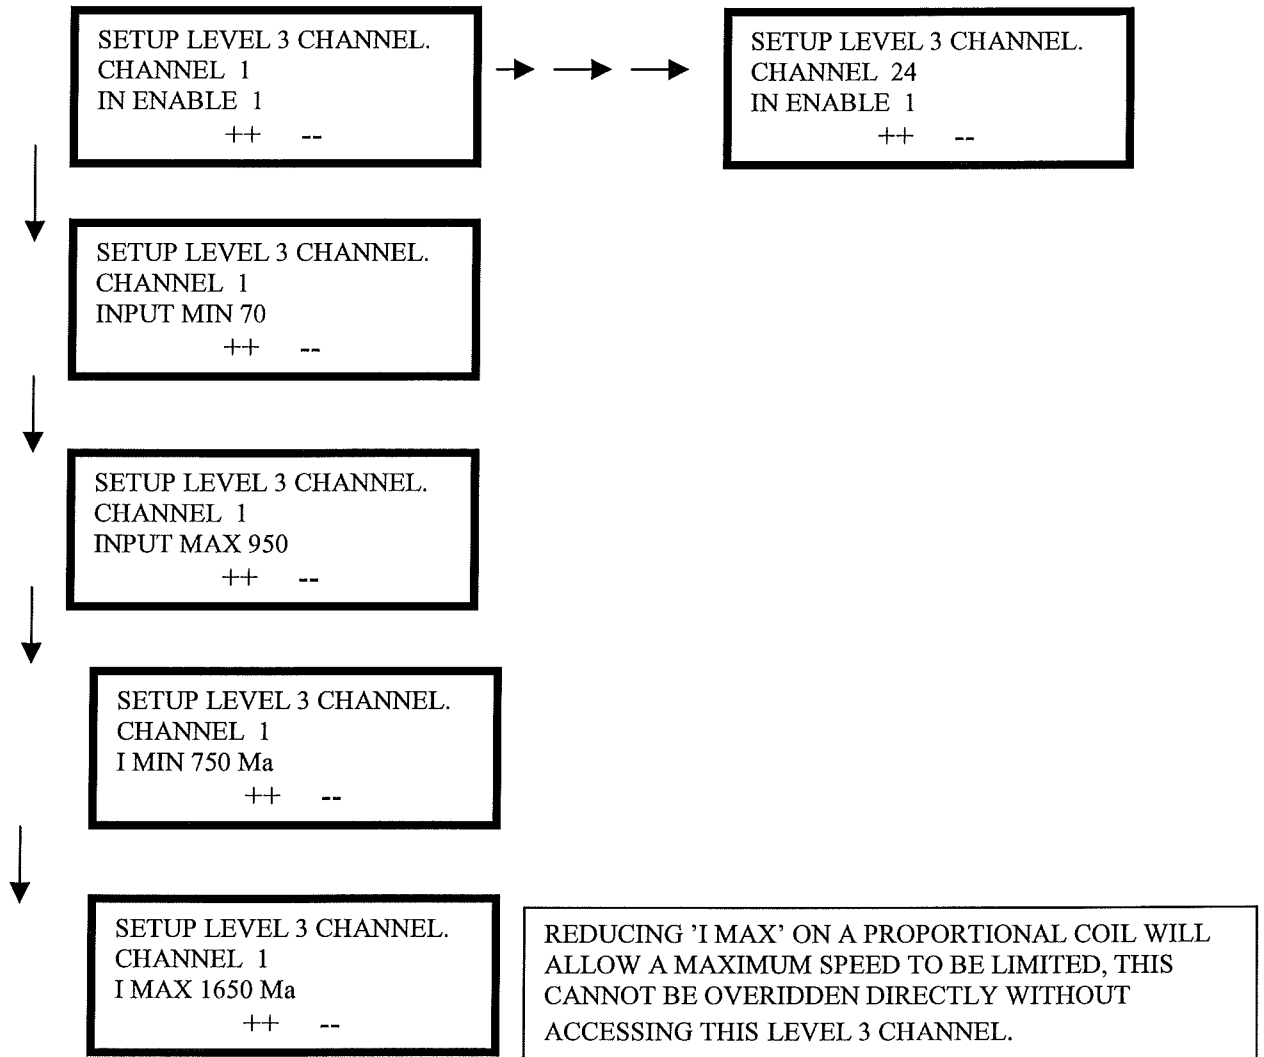 SETUP LEVEL 3 CHANNEL.
CHANNEL 1
IN ENABLE 1
++ --
SETUP LEVEL 3 CHANNEL.
CHANNEL 24
IN ENABLE 1
++ --
SETUP LEVEL 3 CHANNEL.
CHANNEL 1
INPUT MIN 70
++ --
SETUP LEVEL 3 CHANNEL.
CHANNEL 1
INPUT MAX 950
++ --
SETUP LEVEL 3 CHANNEL.
CHANNEL 1
I MIN 750 Ma
++ --
SETUP LEVEL 3 CHANNEL.
CHANNEL 1
I MAX 1650 Ma
++ --
REDUCING 'I MAX' ON A PROPORTIONAL COIL WILL
ALLOW A MAXIMUM SPEED TO BE LIMITED, THIS
CANNOT BE OVERIDDEN DIRECTLY WITHOUT
ACCESSING THIS LEVEL 3 CHANNEL.